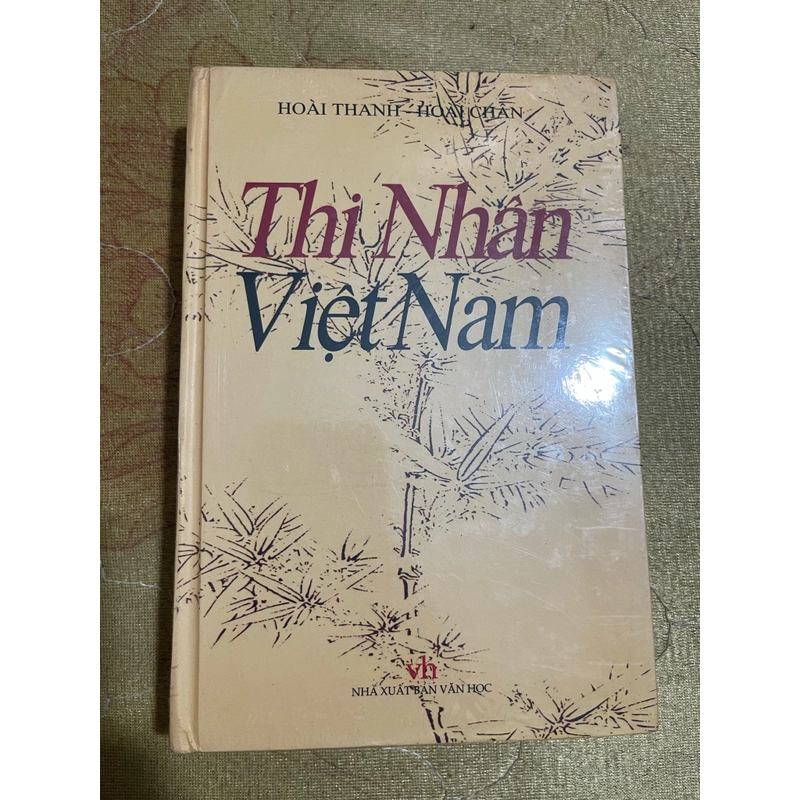 HOÀI THANH - HOÀI CHÂN
Thi Nhân
Việt Nam
vh
NHÀ XUẤT BẢN VĂN HỌC